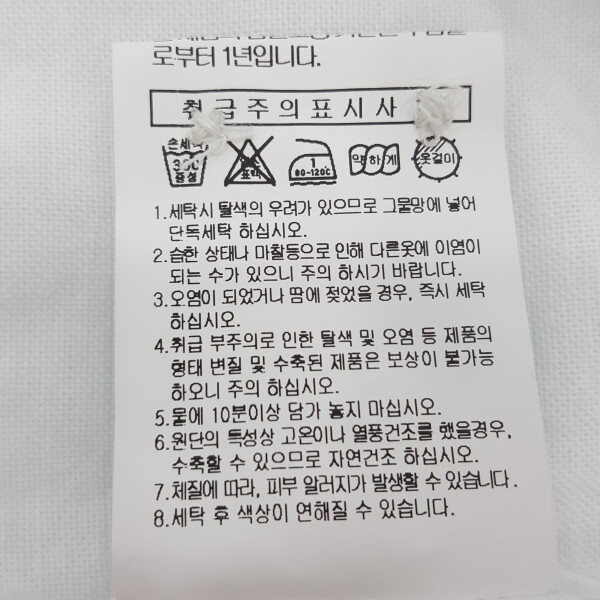 로부터 1년입니다.
취급주의표시사
손세탁 30℃ 중성
염소 표백
1 80~120℃
약하게
옷걸이
1.세탁시 탈색의 우려가 있으므로 그물망에 넣어
단독세탁 하십시오.
2.습한 상태나 마찰등으로 인해 다른옷에 이염이
되는 수가 있으니 주의 하시기 바랍니다.
3.오염이 되었거나 땀에 젖었을 경우, 즉시 세탁
하십시오.
4.취급 부주의로 인한 탈색 및 오염 등 제품의
형태 변질 및 수축된 제품은 보상이 불가능
하오니 주의 하십시오.
5.물에 10분이상 담가 놓지 마십시오.
6.원단의 특성상 고온이나 열풍건조를 했을경우,
수축할 수 있으므로 자연건조 하십시오.
7.체질에 따라, 피부 알러지가 발생할 수 있습니다.
8.세탁 후 색상이 연해질 수 있습니다.